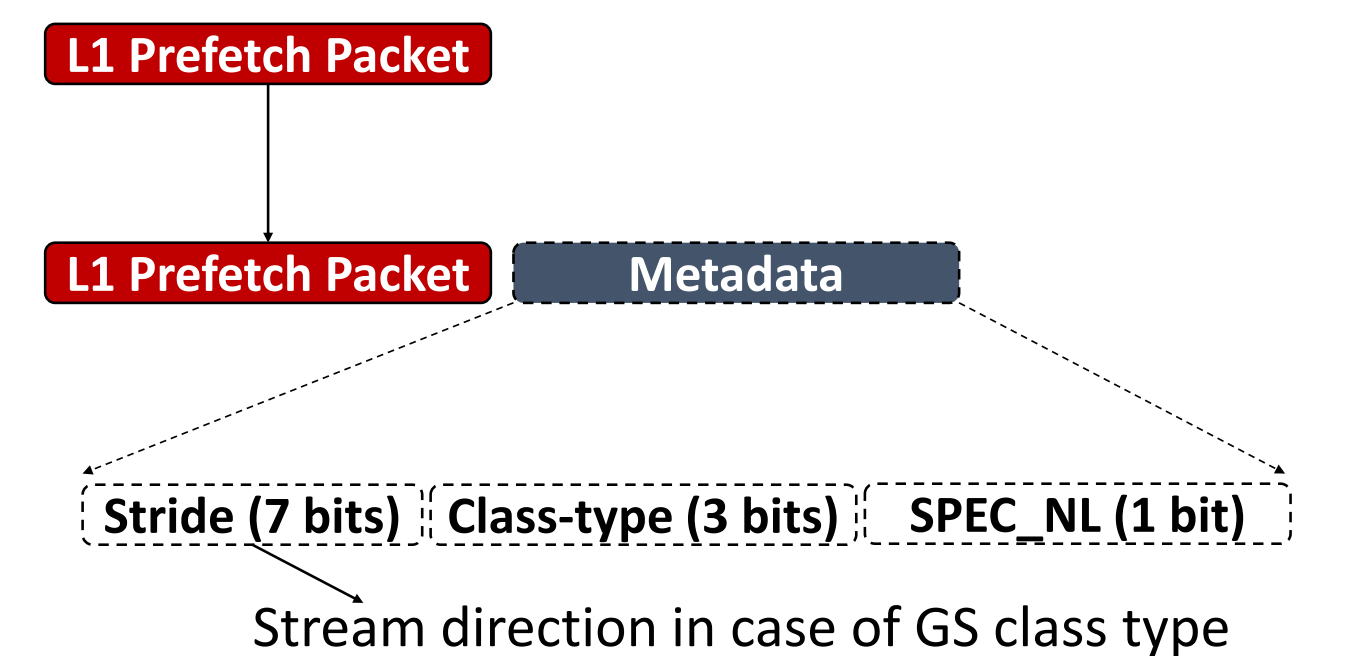 L1 Prefetch Packet
L1 Prefetch Packet Metadata
Stride (7 bits) Class-type (3 bits) SPEC_NL (1 bit)
Stream direction in case of GS class type